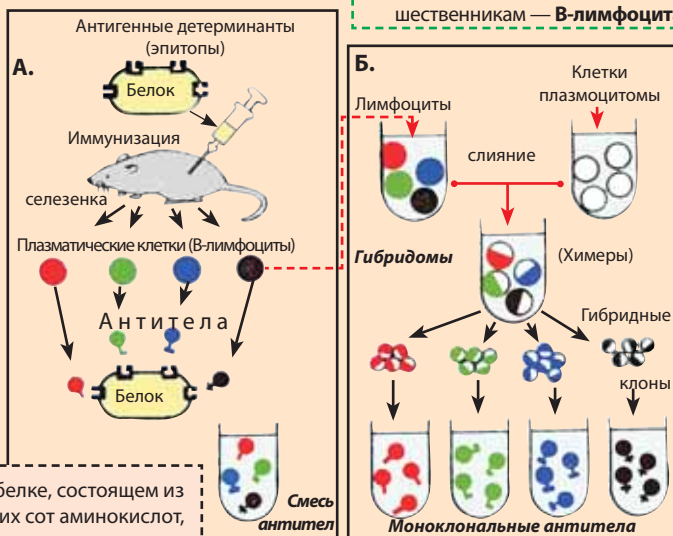 шественникам — В-лимфоцита
Антигенные детерминанты
(эпитопы)
А.
Белок
Иммунизация
селезенка
Плазматические клетки (В-лимфоциты)
Антитела
Белок
Смесь
антител
белке, состоящем из
их сот аминокислот,
Б.
Лимфоциты
Клетки
плазмоцитомы
слияние
Гибридомы
(Химеры)
Гибридные
клоны
Моноклональные антитела